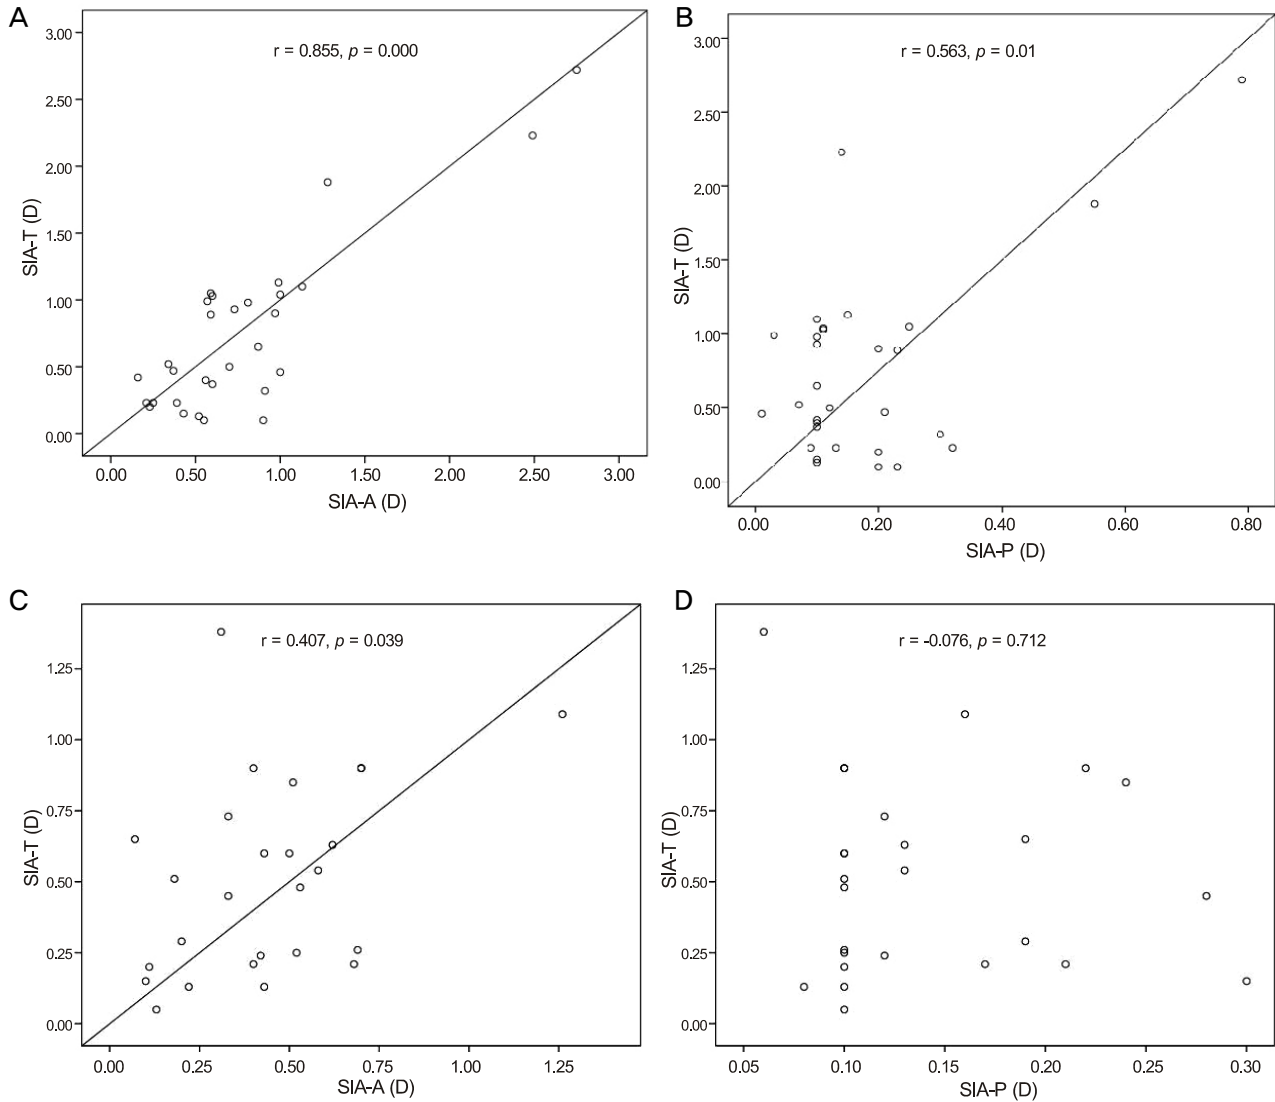 A
r = 0.855, p = 0.000
3.00
2.50
2.00
1.50
1.00
0.50
0.00
SIA-T (D)
0.00 0.50 1.00 1.50 2.00 2.50 3.00
SIA-A (D)
B
r = 0.563, p = 0.01
3.00
2.50
2.00
1.50
1.00
0.50
0.00
SIA-T (D)
0.00 0.20 0.40 0.60 0.80
SIA-P (D)
C
r = 0.407, p = 0.039
1.25
1.00
0.75
0.50
0.25
0.00
SIA-T (D)
0.00 0.25 0.50 0.75 1.00 1.25
SIA-A (D)
D
r = -0.076, p = 0.712
1.25
1.00
0.75
0.50
0.25
0.00
SIA-T (D)
0.05 0.10 0.15 0.20 0.25 0.30
SIA-P (D)